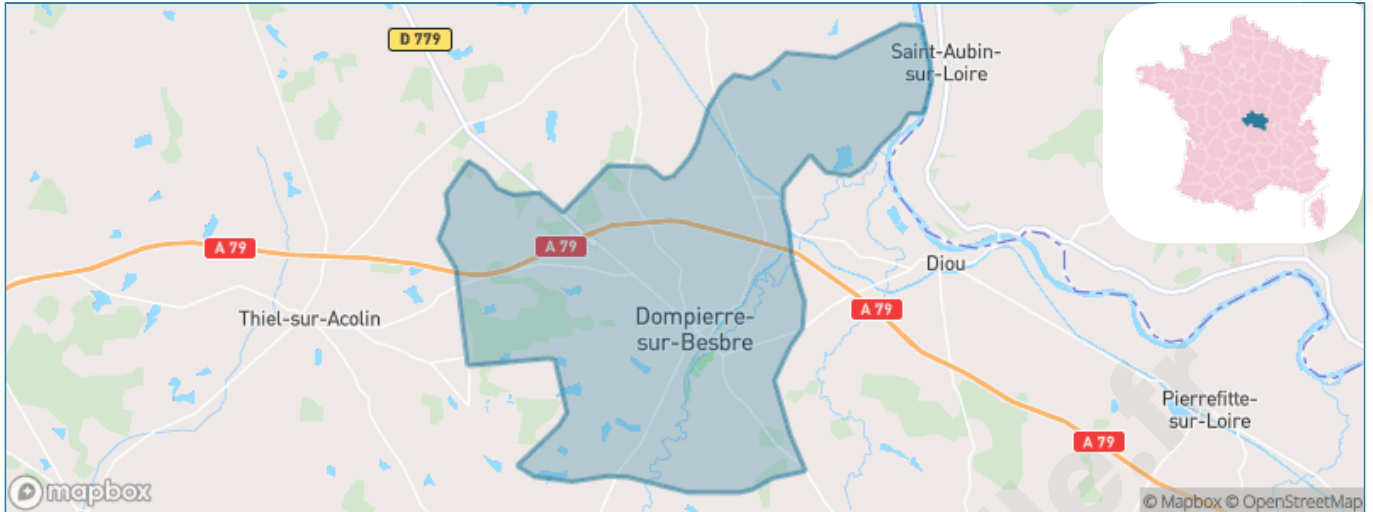 D 779
Saint-Aubin-
sur-Loire
A 79
A 79
Diou
A 79
Thiel-sur-Acolin
Dompierre-
sur-Besbre
Pierrefitte-
sur-Loire
A 79
mapbox
© Mapbox © OpenStreetMap